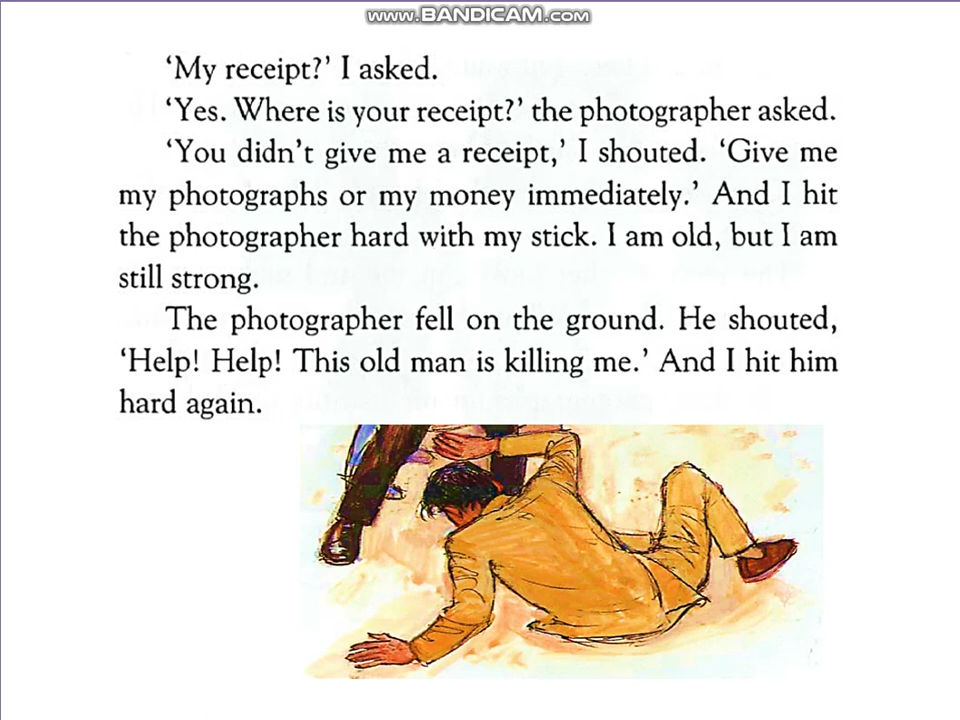 www.BANDICAM.com
‘My receipt?’ I asked.
‘Yes. Where is your receipt?’ the photographer asked.
‘You didn’t give me a receipt,’ I shouted. ‘Give me
my photographs or my money immediately.’ And I hit
the photographer hard with my stick. I am old, but I am
still strong.
The photographer fell on the ground. He shouted,
‘Help! Help! This old man is killing me.’ And I hit him
hard again.